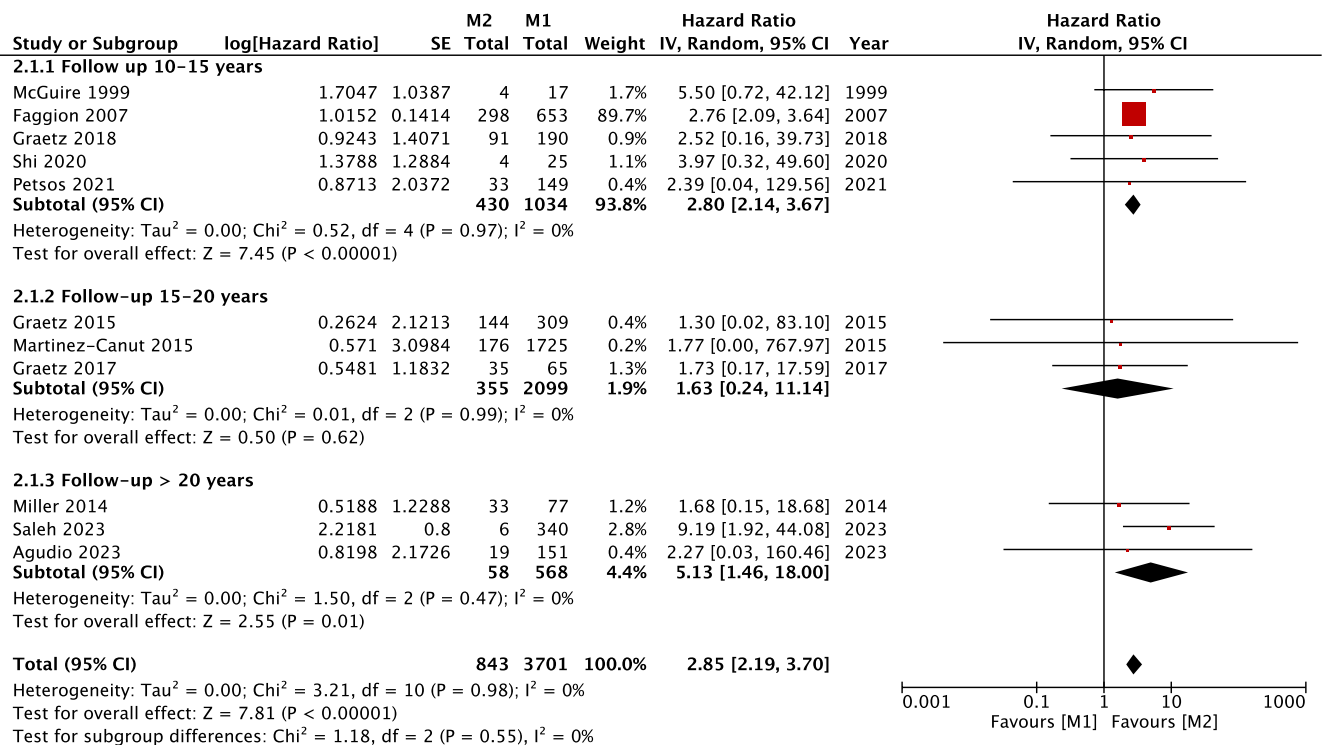 M2 M1 Hazard Ratio Hazard Ratio
Study or Subgroup log[Hazard Ratio] SE Total Total Weight IV, Random, 95% CI Year IV, Random, 95% CI
2.1.1 Follow up 10-15 years
McGuire 1999 1.7047 1.0387 4 17 1.7% 5.50 [0.72, 42.12] 1999
Faggion 2007 1.0152 0.1414 298 653 89.7% 2.76 [2.09, 3.64] 2007
Graetz 2018 0.9243 1.4071 91 190 0.9% 2.52 [0.16, 39.73] 2018
Shi 2020 1.3788 1.2884 4 25 1.1% 3.97 [0.32, 49.60] 2020
Petsos 2021 0.8713 2.0372 33 149 0.4% 2.39 [0.04, 129.56] 2021
Subtotal (95% CI) 430 1034 93.8% 2.80 [2.14, 3.67]
Heterogeneity: Tau² = 0.00; Chi² = 0.52, df = 4 (P = 0.97); I² = 0%
Test for overall effect: Z = 7.45 (P < 0.00001)
2.1.2 Follow-up 15-20 years
Graetz 2015 0.2624 2.1213 144 309 0.4% 1.30 [0.02, 83.10] 2015
Martinez-Canut 2015 0.571 3.0984 176 1725 0.2% 1.77 [0.00, 767.97] 2015
Graetz 2017 0.5481 1.1832 35 65 1.3% 1.73 [0.17, 17.59] 2017
Subtotal (95% CI) 355 2099 1.9% 1.63 [0.24, 11.14]
Heterogeneity: Tau² = 0.00; Chi² = 0.01, df = 2 (P = 0.99); I² = 0%
Test for overall effect: Z = 0.50 (P = 0.62)
2.1.3 Follow-up > 20 years
Miller 2014 0.5188 1.2288 33 77 1.2% 1.68 [0.15, 18.68] 2014
Saleh 2023 2.2181 0.8 6 340 2.8% 9.19 [1.92, 44.08] 2023
Agudio 2023 0.8198 2.1726 19 151 0.4% 2.27 [0.03, 160.46] 2023
Subtotal (95% CI) 58 568 4.4% 5.13 [1.46, 18.00]
Heterogeneity: Tau² = 0.00; Chi² = 1.50, df = 2 (P = 0.47); I² = 0%
Test for overall effect: Z = 2.55 (P = 0.01)
Total (95% CI) 843 3701 100.0% 2.85 [2.19, 3.70]
Heterogeneity: Tau² = 0.00; Chi² = 3.21, df = 10 (P = 0.98); I² = 0%
Test for overall effect: Z = 7.81 (P < 0.00001)
Test for subgroup differences: Chi² = 1.18, df = 2 (P = 0.55), I² = 0%
0.001 0.1 1 10 1000
Favours [M1] Favours [M2]